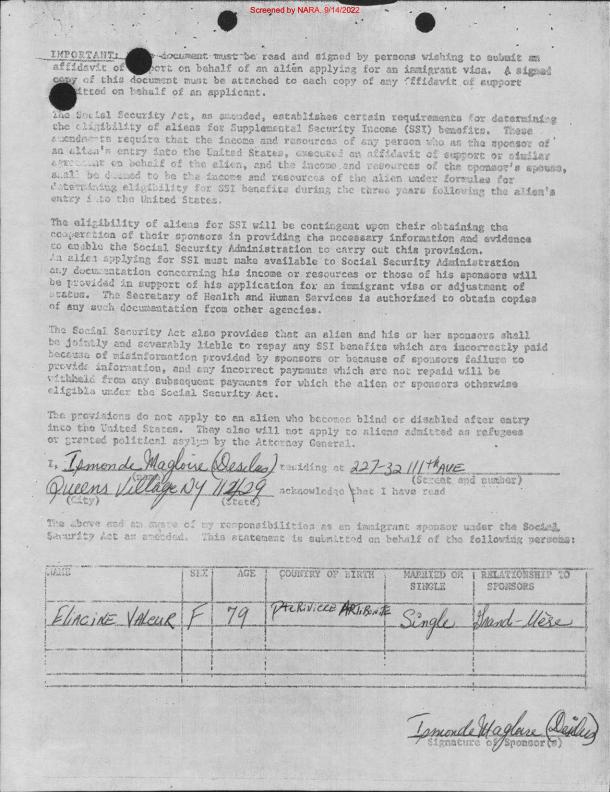 Screened by NARA, 9/14/2022
IMPORTANT: document must be read and signed by persons wishing to submit an
affidavit of port on behalf of an alien applying for an immigrant visa. A signed
copy of this document must be attached to each copy of any affidavit of support
itted on behalf of an applicant.
The Social Security Act, as amended, establishes certain requirements for determining
the eligibility of aliens for Supplemental Security Income (SSI) benefits. These
amendments require that the income and resources of any person who as the sponsor of
an alien's entry into the United States, executed an affidavit of support or similar
agreement on behalf of the alien, and the income and resources of the sponsor's spouse,
shall be deemed to be the income and resources of the alien under formulas for
determining eligibility for SSI benefits during the three years following the alien's
entry into the United States.
The eligibility of aliens for SSI will be contingent upon their obtaining the
cooperation of their sponsors in providing the necessary information and evidence
to enable the Social Security Administration to carry out this provision.
An alien applying for SSI must make available to Social Security Administration
any documentation concerning his income or resources or those of his sponsors will
be provided in support of his application for an immigrant visa or adjustment of
status. The Secretary of Health and Human Services is authorized to obtain copies
of any such documentation from other agencies.
The Social Security Act also provides that an alien and his or her sponsors shall
be jointly and severably liable to repay any SSI benefits which are incorrectly paid
because of misinformation provided by sponsors or because of sponsors failure to
provide information, and any incorrect payments which are not repaid will be
withheld from any subsequent payments for which the alien or sponsors otherwise
eligible under the Social Security Act.
The provisions do not apply to an alien who becomes blind or disabled after entry
into the United States. They also will not apply to aliens admitted as refugees
or granted political asylum by the Attorney General.
I, Ismonde Magloire (Desilus) residing at 227-32 111th AVE
(Name) (Street and number)
Queens Village NY 11429 acknowledge that I have read
(City) (State)
The above and am aware of my responsibilities as an immigrant sponsor under the Social
Security Act as amended. This statement is submitted on behalf of the following persons:
NAME SEX AGE COUNTRY OF BIRTH MARRIED OR SINGLE RELATIONSHIP TO SPONSORS
ELIACINE VALCUR F 79 ARTIBONITE Single Grand-Mère
Ismonde Magloire (Desilus)
Signature of Sponsor(s)